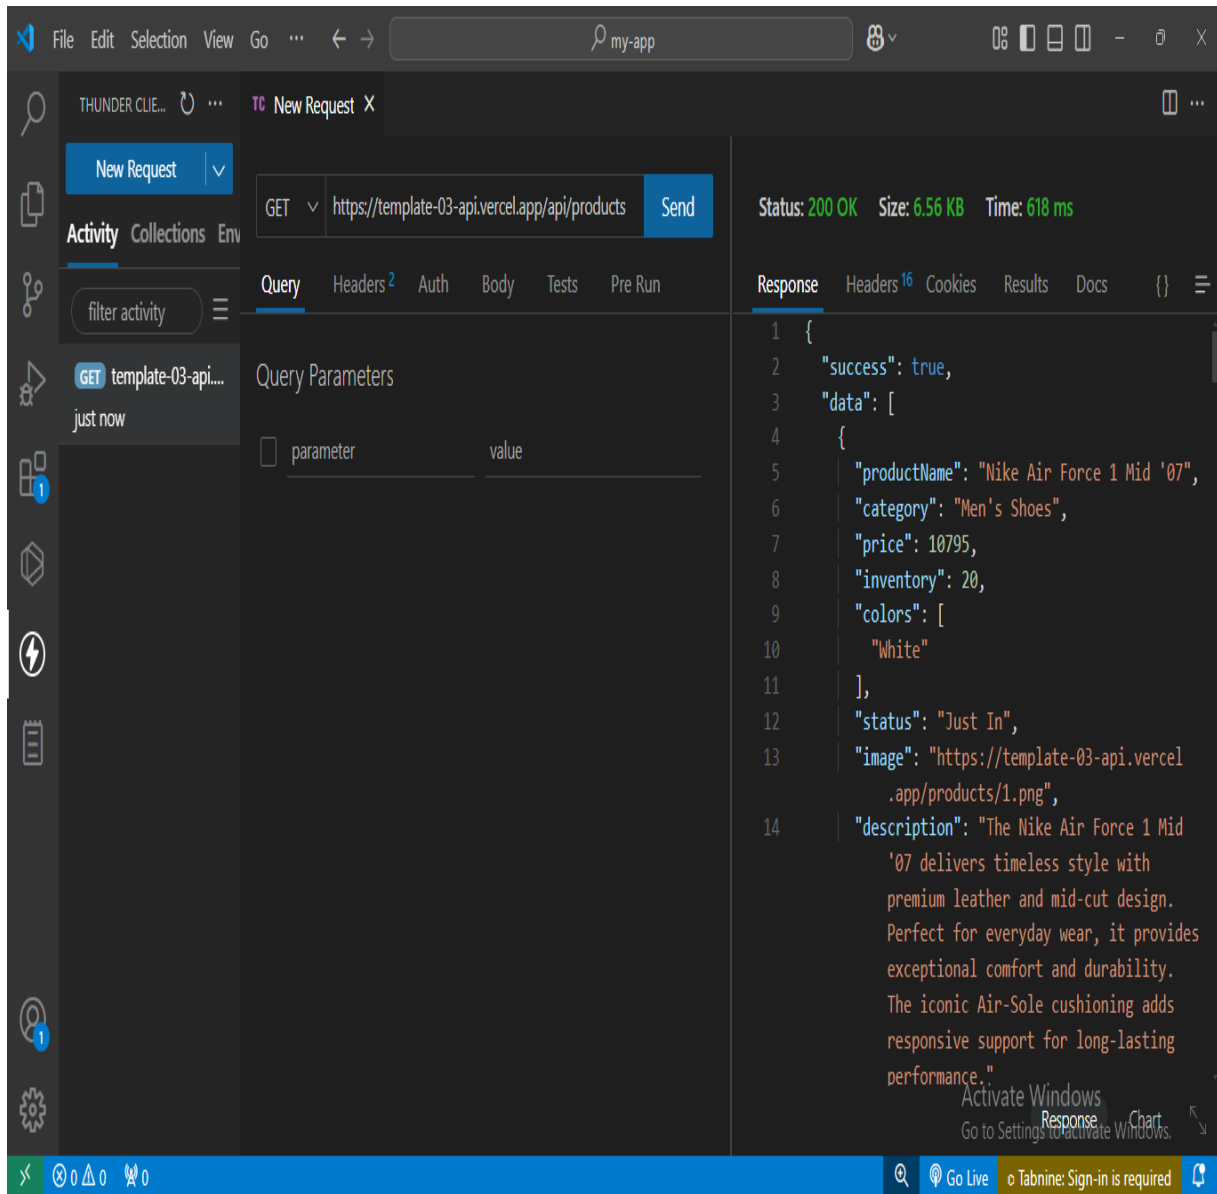 File Edit Selection View Go ··· my-app
THUNDER CLIE... ···
TC New Request X
New Request
GET https://template-03-api.vercel.app/api/products Send
Status: 200 OK Size: 6.56 KB Time: 618 ms
Activity Collections Env
Query Headers 2 Auth Body Tests Pre Run
Response Headers 16 Cookies Results Docs {}
filter activity
GET template-03-api....
just now
Query Parameters
parameter value
1 {
2 "success": true,
3 "data": [
4 {
5 "productName": "Nike Air Force 1 Mid '07",
6 "category": "Men's Shoes",
7 "price": 10795,
8 "inventory": 20,
9 "colors": [
10 "White"
11 ],
12 "status": "Just In",
13 "image": "https://template-03-api.vercel
.app/products/1.png",
14 "description": "The Nike Air Force 1 Mid
'07 delivers timeless style with
premium leather and mid-cut design.
Perfect for everyday wear, it provides
exceptional comfort and durability.
The iconic Air-Sole cushioning adds
responsive support for long-lasting
performance."
1
1
Activate Windows
Go to Settings to activate Windows.
Response Chart
0 0 0
Go Live Tabnine: Sign-in is required